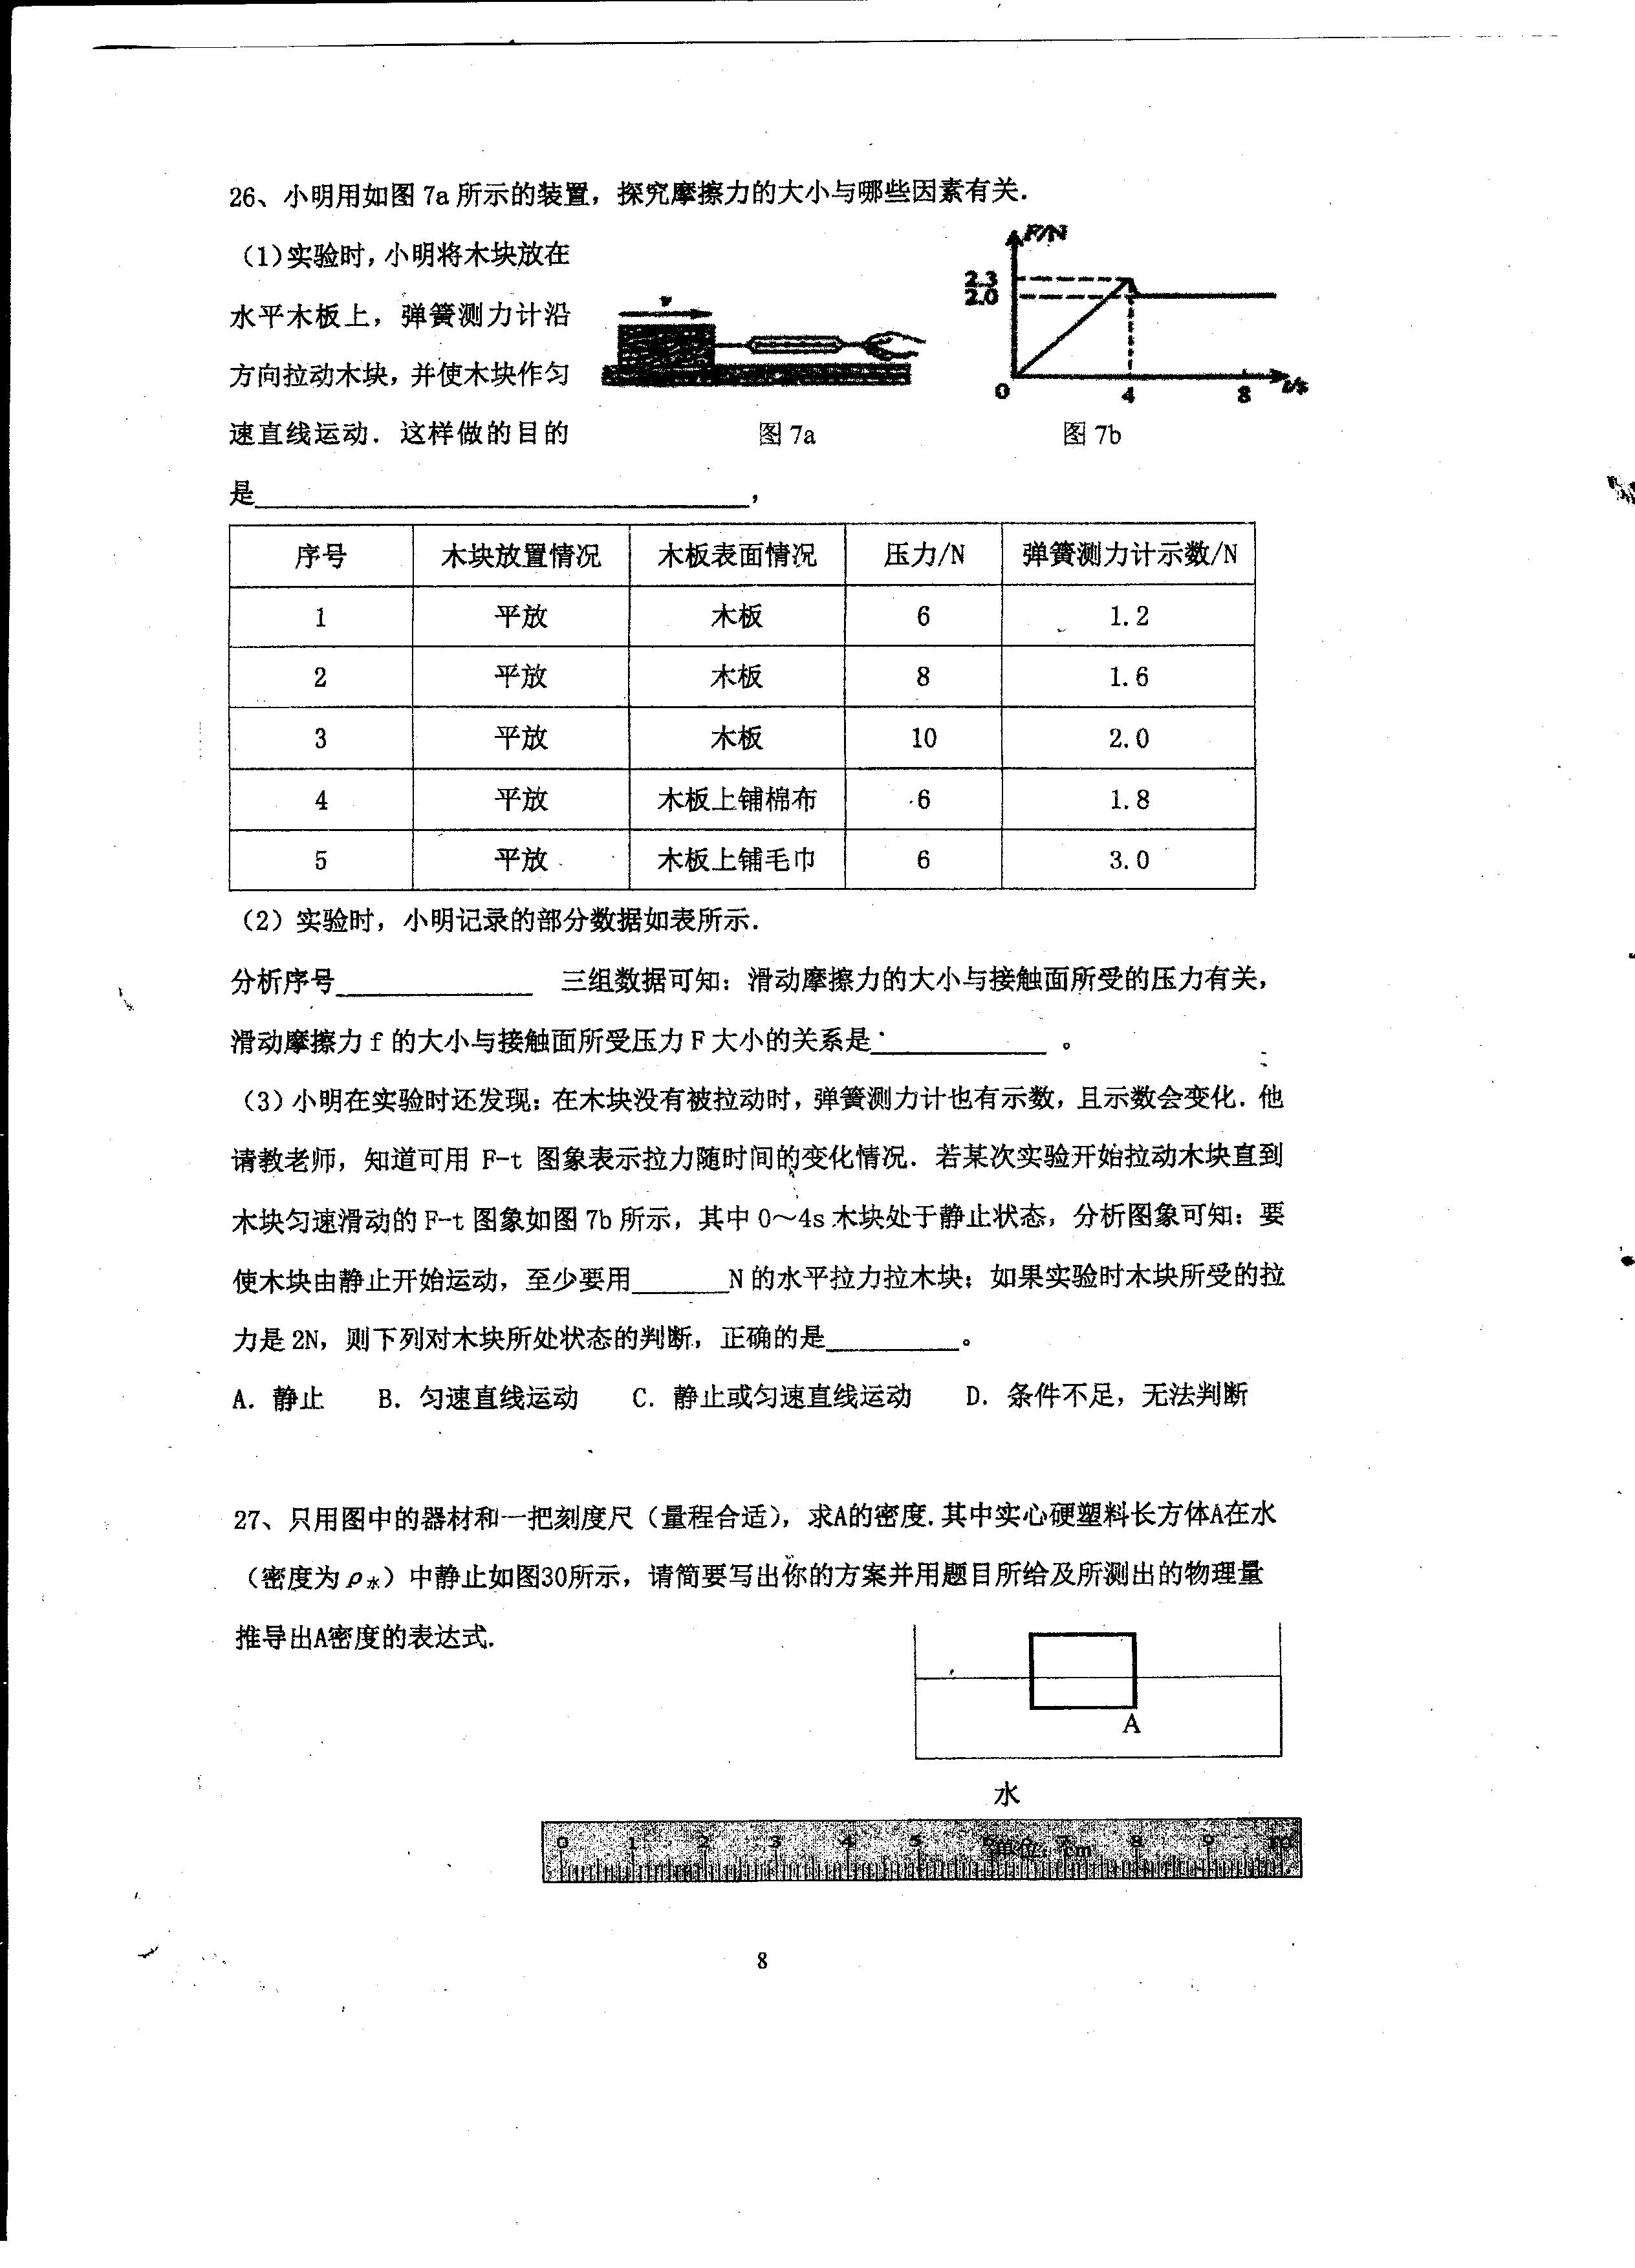 26、小明用如图 7a 所示的装置，探究摩擦力的大小与哪些因素有关．
（1）实验时，小明将木块放在
水平木板上，弹簧测力计沿
方向拉动木块，并使木块作匀
速直线运动．这样做的目的
是____________，
v
F/N
2.3
2.0
0 4 8 t/s
图 7a 图 7b
序号 木块放置情况 木板表面情况 压力/N 弹簧测力计示数/N
1 平放 木板 6 1.2
2 平放 木板 8 1.6
3 平放 木板 10 2.0
4 平放 木板上铺棉布 6 1.8
5 平放 木板上铺毛巾 6 3.0
（2）实验时，小明记录的部分数据如表所示．
分析序号________ 三组数据可知：滑动摩擦力的大小与接触面所受的压力有关，
滑动摩擦力 f 的大小与接触面所受压力 F 大小的关系是________ 。
（3）小明在实验时还发现：在木块没有被拉动时，弹簧测力计也有示数，且示数会变化．他
请教老师，知道可用 F-t 图象表示拉力随时间的变化情况．若某次实验开始拉动木块直到
木块匀速滑动的 F-t 图象如图 7b 所示，其中 0～4s 木块处于静止状态，分析图象可知：要
使木块由静止开始运动，至少要用____N 的水平拉力拉木块；如果实验时木块所受的拉
力是 2N，则下列对木块所处状态的判断，正确的是______。
A．静止 B．匀速直线运动 C．静止或匀速直线运动 D．条件不足，无法判断
27、只用图中的器材和一把刻度尺（量程合适），求A的密度.其中实心硬塑料长方体A在水
（密度为ρ水）中静止如图30所示，请简要写出你的方案并用题目所给及所测出的物理量
推导出A密度的表达式.
A
水
0 1 2 3 4 5 6 7 8 9 10
单位：cm
8